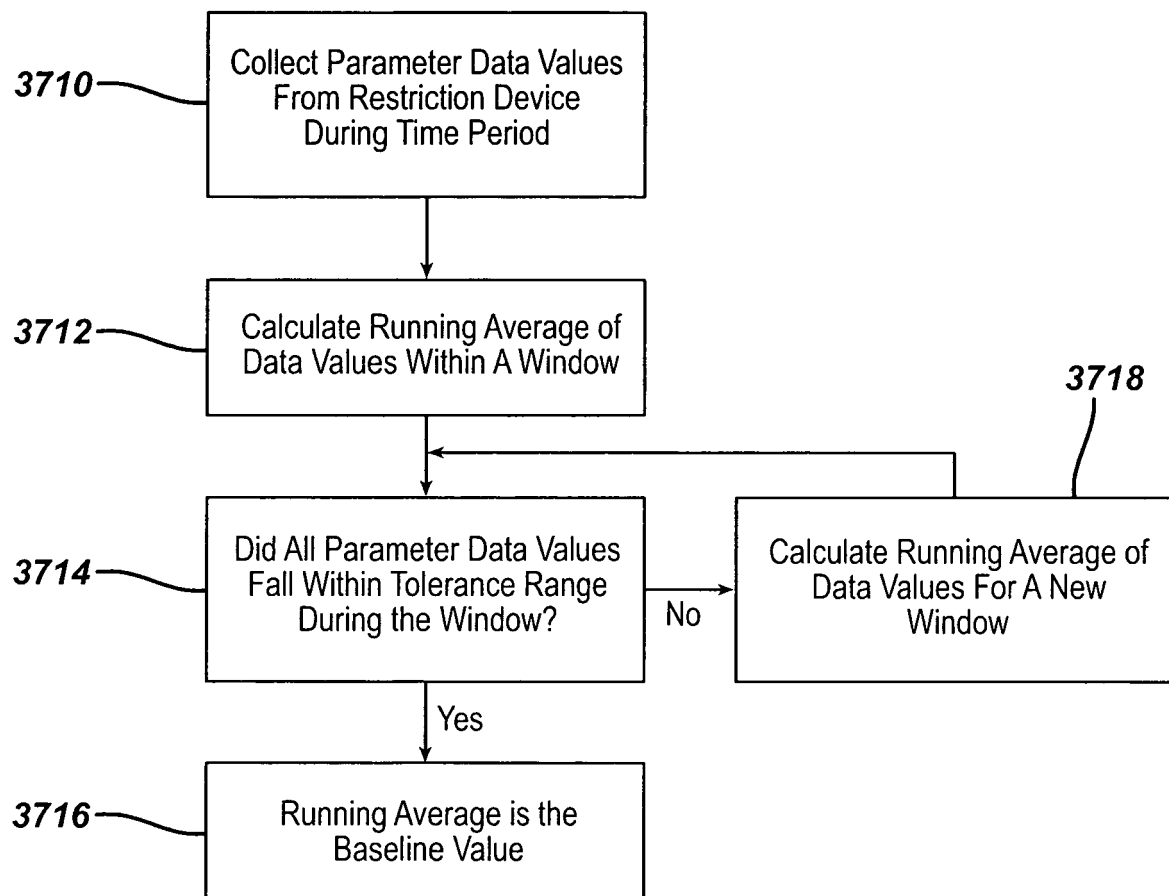 3710
Collect Parameter Data Values
From Restriction Device
During Time Period
3712
Calculate Running Average of
Data Values Within A Window
3718
3714
Did All Parameter Data Values
Fall Within Tolerance Range
During the Window?
No
Calculate Running Average of
Data Values For A New
Window
Yes
3716
Running Average is the
Baseline Value